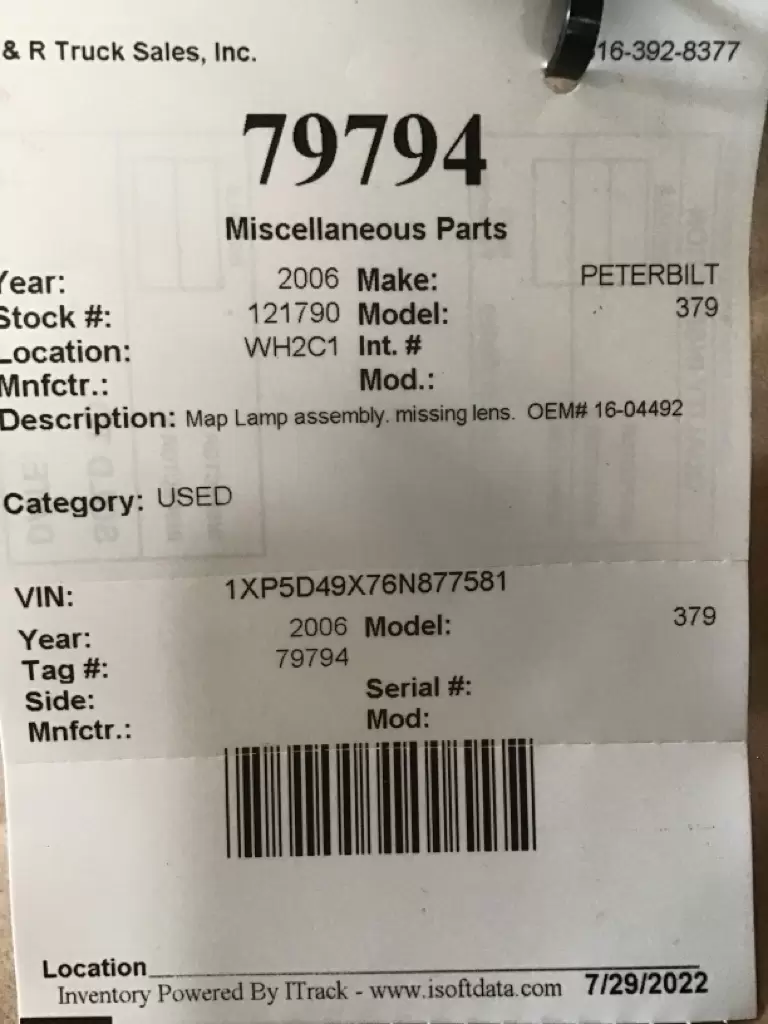 & R Truck Sales, Inc. 16-392-8377
79794
Miscellaneous Parts
Year: 2006 Make: PETERBILT
Stock #: 121790 Model: 379
Location: WH2C1 Int. #
Mnfctr.: Mod.:
Description: Map Lamp assembly. missing lens. OEM# 16-04492
Category: USED
VIN: 1XP5D49X76N877581
Year: 2006 Model: 379
Tag #: 79794
Side: Serial #:
Mnfctr.: Mod:
Location
Inventory Powered By ITrack - www.isoftdata.com 7/29/2022